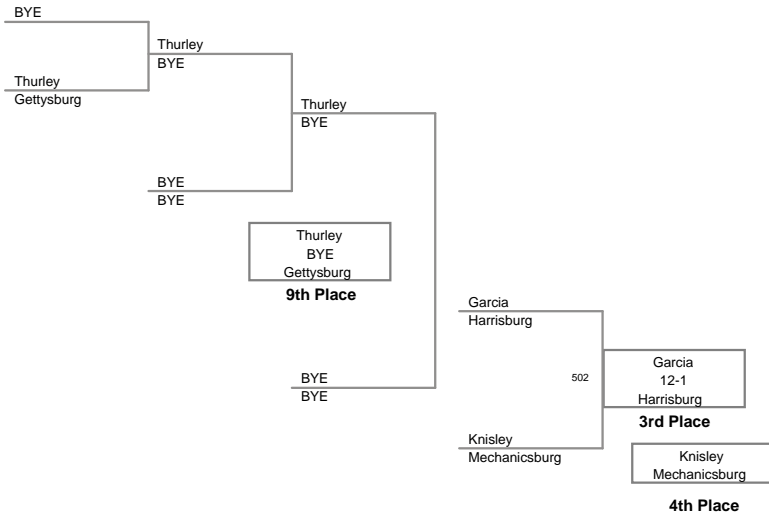 BYE
Thurley
BYE
Thurley
Gettysburg
Thurley
BYE
BYE
BYE
Thurley
BYE
Gettysburg
9th Place
Garcia
Harrisburg
BYE
BYE
502
Garcia
12-1
Harrisburg
3rd Place
Knisley
Mechanicsburg
Knisley
Mechanicsburg
4th Place